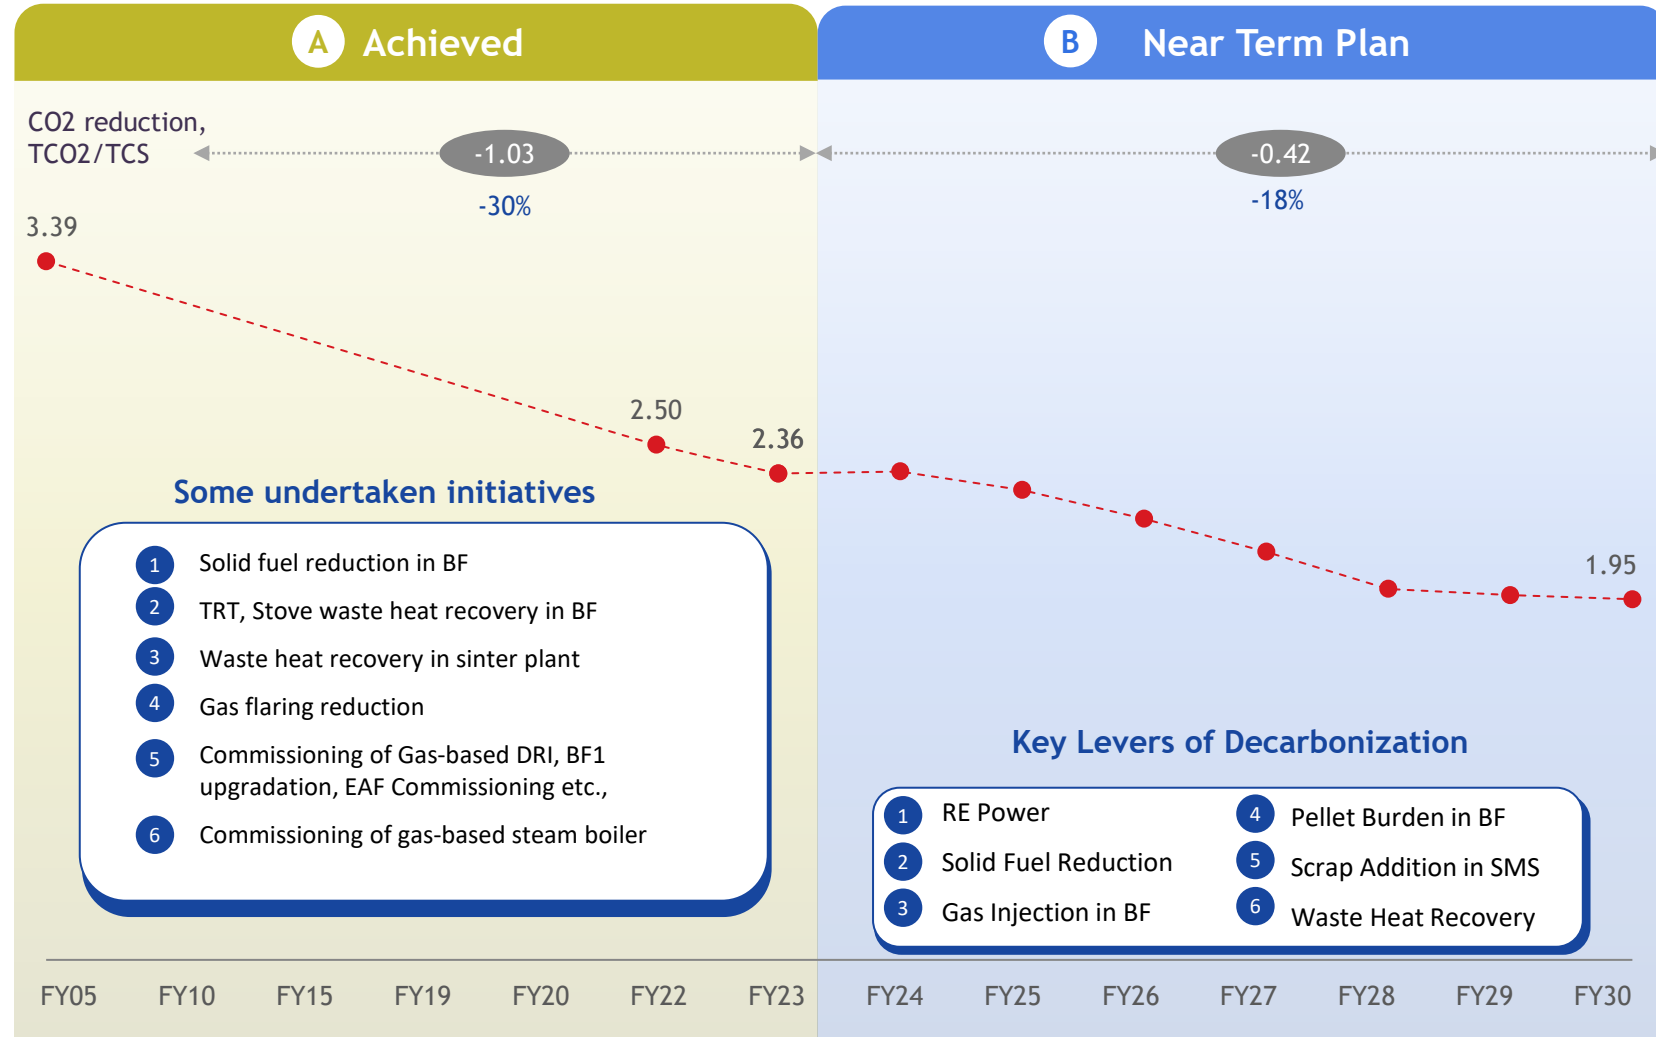 A Achieved
B Near Term Plan
CO2 reduction,
TCO2/TCS
-1.03
-30%
-0.42
-18%
3.39
2.50
2.36
1.95
Some undertaken initiatives
1 Solid fuel reduction in BF
2 TRT, Stove waste heat recovery in BF
3 Waste heat recovery in sinter plant
4 Gas flaring reduction
5 Commissioning of Gas-based DRI, BF1
upgradation, EAF Commissioning etc.,
6 Commissioning of gas-based steam boiler
Key Levers of Decarbonization
1 RE Power
2 Solid Fuel Reduction
3 Gas Injection in BF
4 Pellet Burden in BF
5 Scrap Addition in SMS
6 Waste Heat Recovery
FY05 FY10 FY15 FY19 FY20 FY22 FY23 FY24 FY25 FY26 FY27 FY28 FY29 FY30